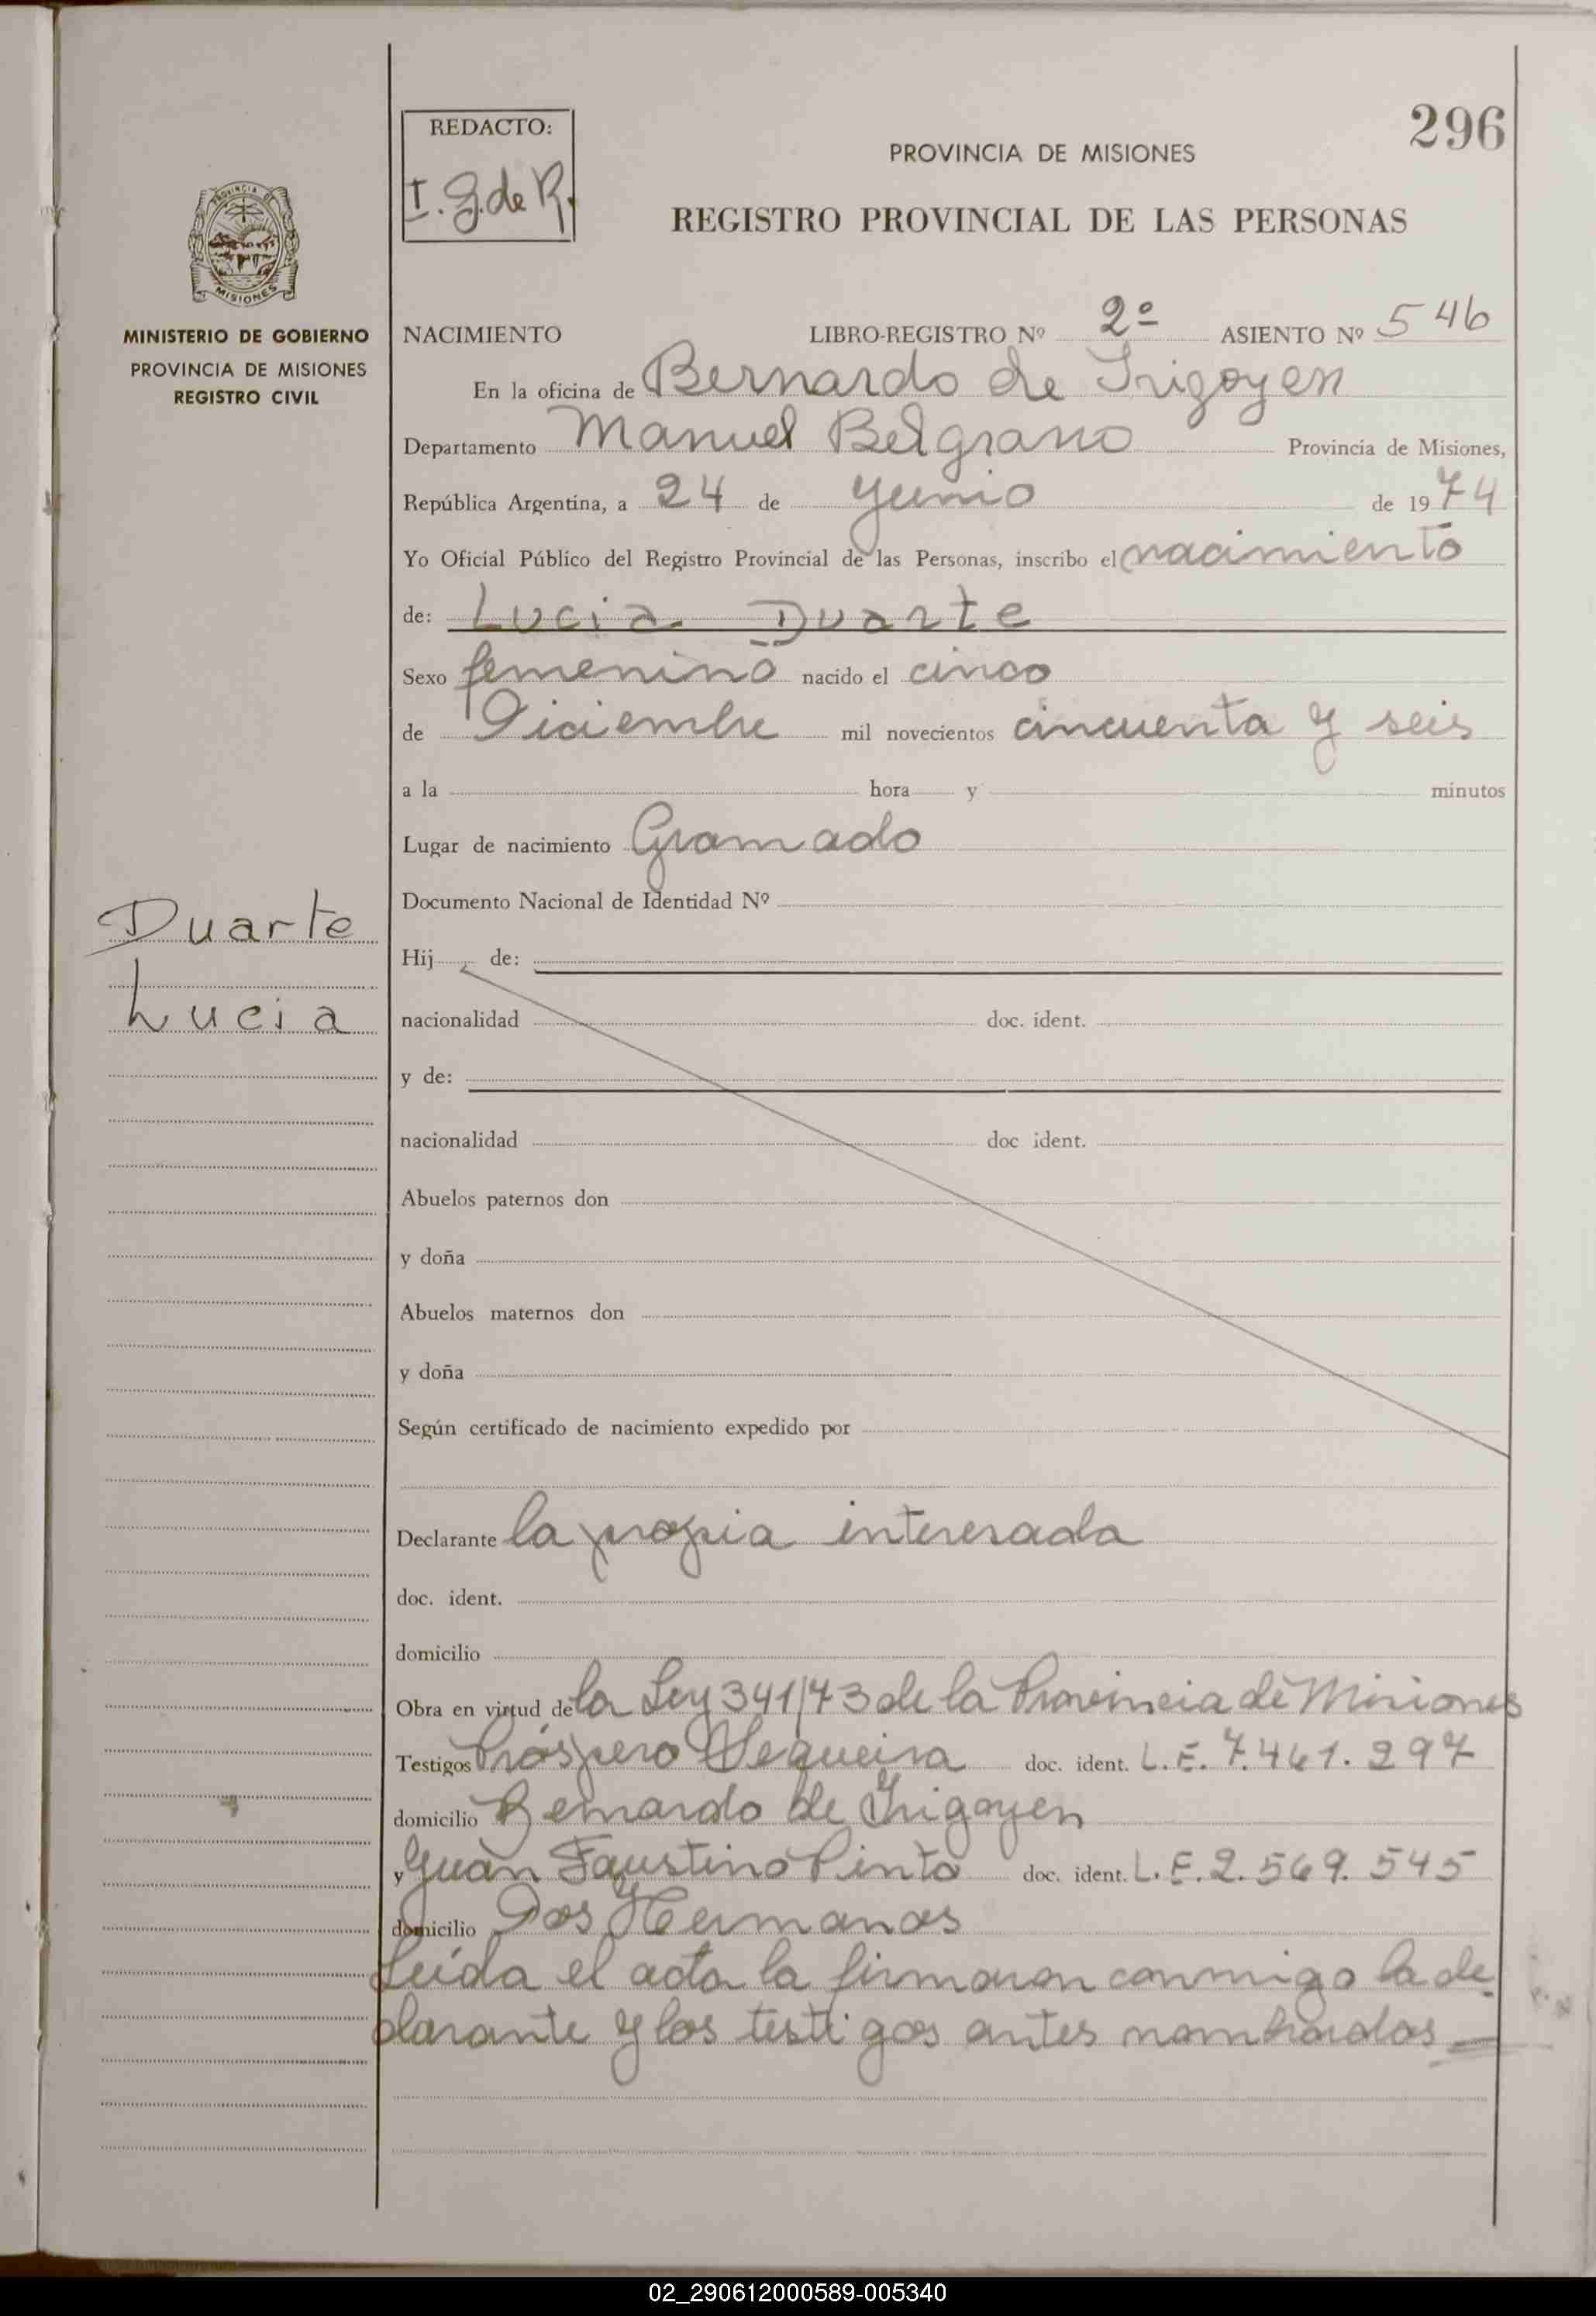 296
REDACTO:
I. G. de R.
PROVINCIA DE MISIONES
REGISTRO PROVINCIAL DE LAS PERSONAS
PROVINCIA DE
MISIONES
MINISTERIO DE GOBIERNO
PROVINCIA DE MISIONES
REGISTRO CIVIL
NACIMIENTO LIBRO-REGISTRO Nº 2º ASIENTO Nº 546
En la oficina de Bernardo de Irigoyen
Departamento Manuel Belgrano Provincia de Misiones,
República Argentina, a 24 de Junio de 1974
Yo Oficial Público del Registro Provincial de las Personas, inscribo el nacimiento
de: Lucia Duarte
Sexo femenino nacido el cinco
de Diciembre mil novecientos cincuenta y seis
a la hora y minutos
Lugar de nacimiento Gramado
Documento Nacional de Identidad Nº
Duarte
Lucia
Hij de:
nacionalidad doc. ident.
y de:
nacionalidad doc ident.
Abuelos paternos don
y doña
Abuelos maternos don
y doña
Según certificado de nacimiento expedido por
Declarante la propia interesada
doc. ident.
domicilio
Obra en virtud de la Ley 341/73 de la Provincia de Misiones
Testigos Próspero Sequeira doc. ident. L.E. 7.461.297
domicilio Bernardo de Irigoyen
y Juan Faustino Pinto doc. ident. L.E. 2.569.545
domicilio Dos Hermanas
Leída el acta la firmaron conmigo la de
clarante y los testigos antes nombrados
02_290612000589-005340